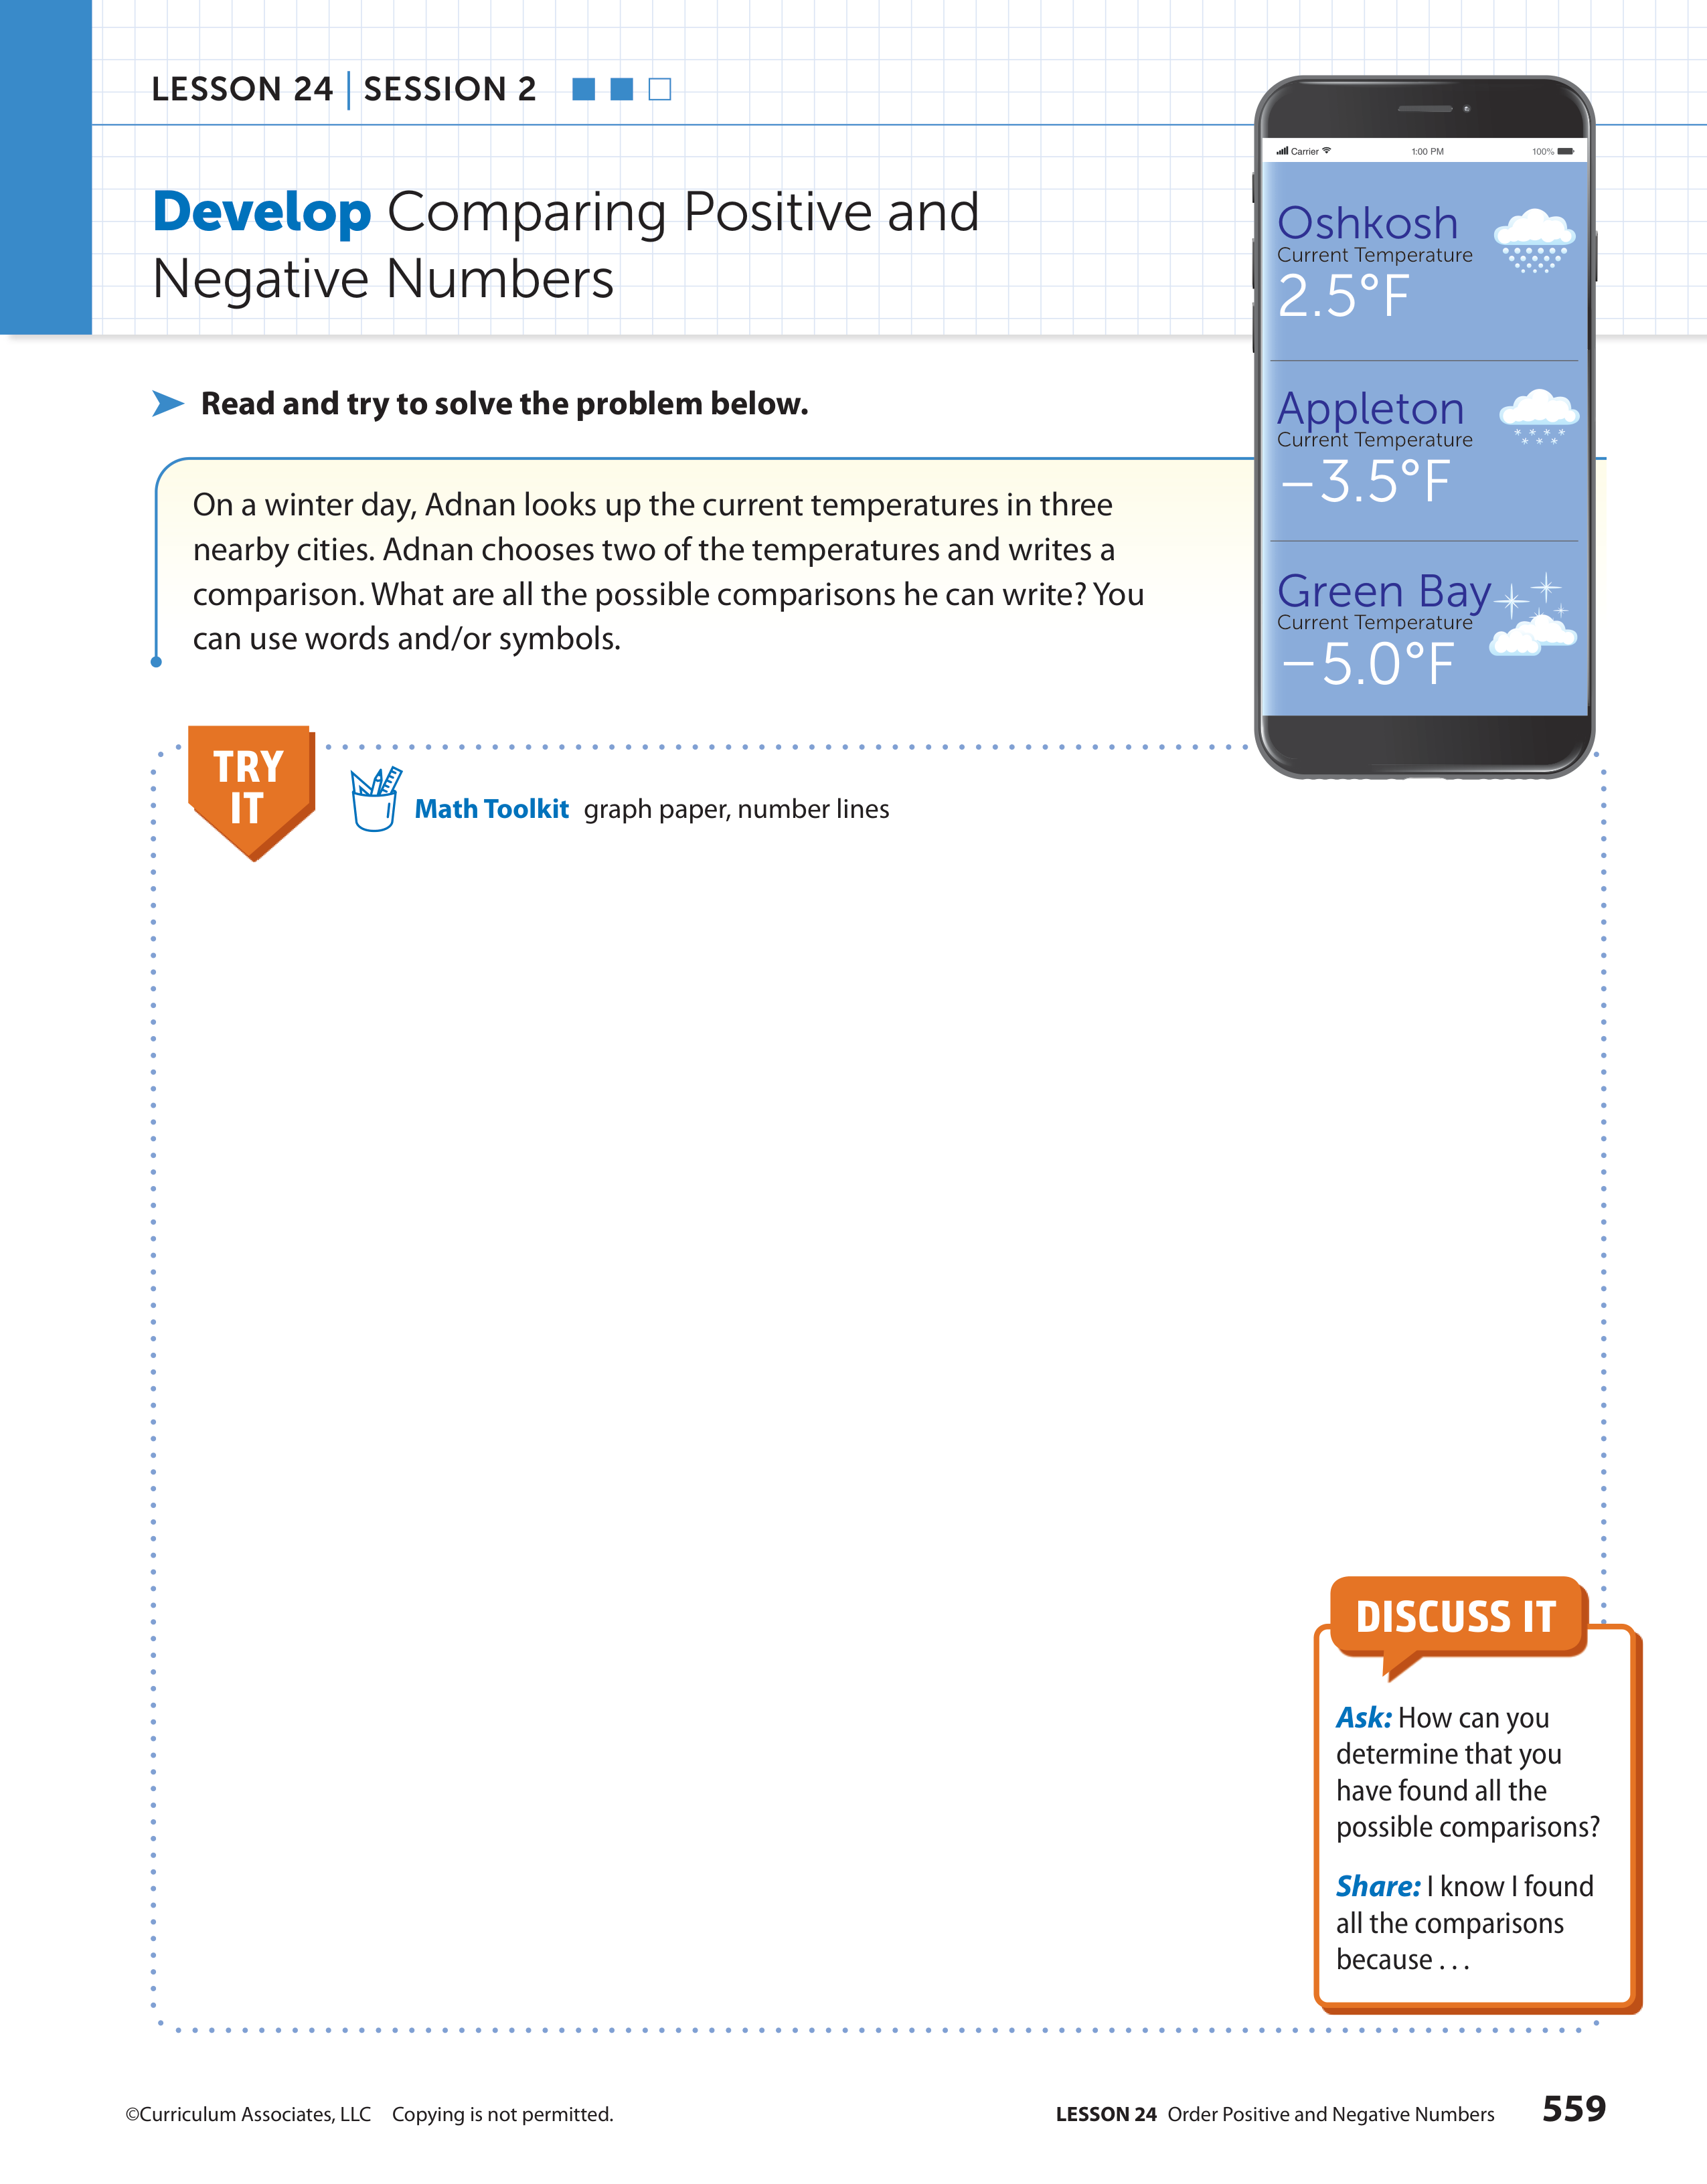 LESSON 24 | SESSION 2
Develop Comparing Positive and
Negative Numbers
Carrier 1:00 PM 100%
Oshkosh
Current Temperature
2.5°F
Appleton
Current Temperature
−3.5°F
Green Bay
Current Temperature
−5.0°F
Read and try to solve the problem below.
On a winter day, Adnan looks up the current temperatures in three
nearby cities. Adnan chooses two of the temperatures and writes a
comparison. What are all the possible comparisons he can write? You
can use words and/or symbols.
TRY
IT
Math Toolkit graph paper, number lines
DISCUSS IT
Ask: How can you
determine that you
have found all the
possible comparisons?
Share: I know I found
all the comparisons
because . . .
©Curriculum Associates, LLC Copying is not permitted.
LESSON 24 Order Positive and Negative Numbers 559